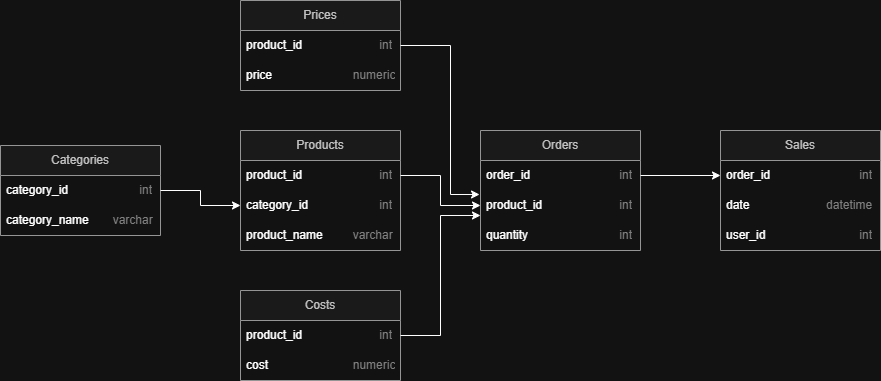 Prices
product_id int
price numeric
Categories
category_id int
category_name varchar
Products
product_id int
category_id int
product_name varchar
Orders
order_id int
product_id int
quantity int
Sales
order_id int
date datetime
user_id int
Costs
product_id int
cost numeric